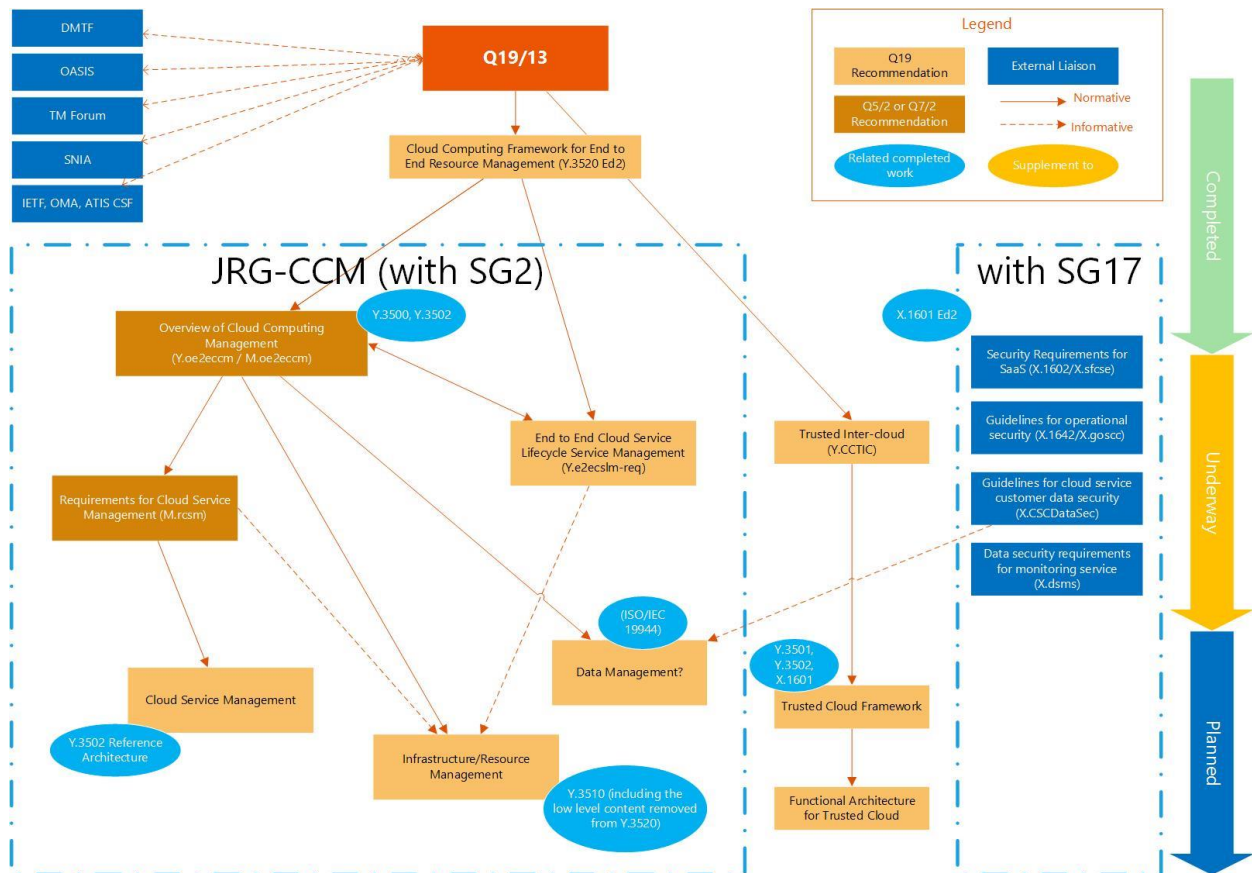 DMTF
OASIS
TM Forum
SNIA
IETF, OMA, ATIS CSF
Q19/13
Cloud Computing Framework for End to
End Resource Management (Y.3520 Ed2)
Legend
Q19
Recommendation
External Liaison
Q5/2 or Q7/2
Recommendation
Normative
Informative
Related completed
work
Supplement to
Completed
Underway
Planned
JRG-CCM (with SG2)
Y.3500, Y.3502
Overview of Cloud Computing
Management
(Y.oe2eccm / M.oe2eccm)
End to End Cloud Service
Lifecycle Service Management
(Y.e2ecslm-req)
Requirements for Cloud Service
Management (M.rcsm)
(ISO/IEC
19944)
Data Management?
Cloud Service Management
Y.3502 Reference
Architecture
Infrastructure/Resource
Management
Y.3510 (including the
low level content removed
from Y.3520)
Trusted Inter-cloud
(Y.CCTIC)
Y.3501,
Y.3502,
X.1601
Trusted Cloud Framework
Functional Architecture
for Trusted Cloud
with SG17
X.1601 Ed2
Security Requirements for
SaaS (X.1602/X.sfcse)
Guidelines for operational
security (X.1642/X.goscc)
Guidelines for cloud service
customer data security
(X.CSCDataSec)
Data security requirements
for monitoring service
(X.dsms)